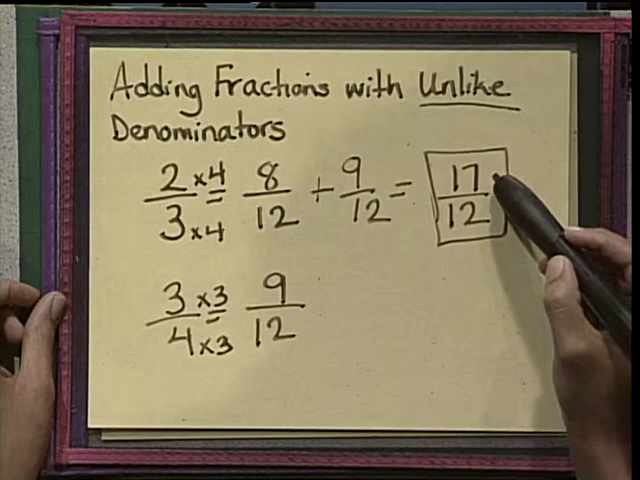 Adding Fractions with Unlike
Denominators
2/3 ×4/×4 = 8/12 + 9/12 = 17/12
3/4 ×3/×3 = 9/12